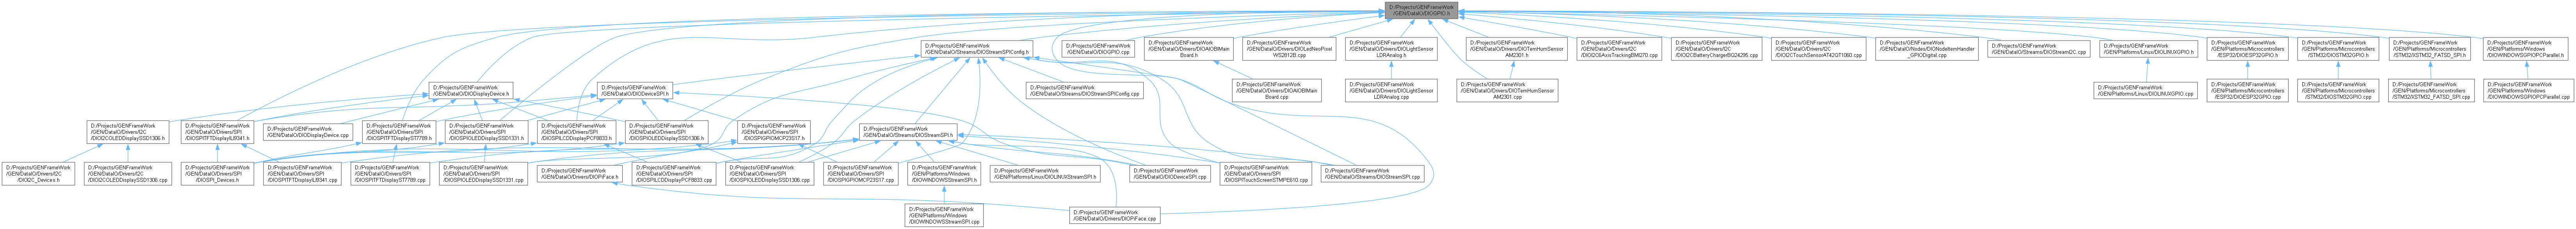 D:/Projects/GENFrameWork
/GEN/DataIO/DIOGPIO.h
D:/Projects/GENFrameWork
/GEN/DataIO/Streams/DIOStreamSPIConfig.h
D:/Projects/GENFrameWork
/GEN/DataIO/DIOGPIO.cpp
D:/Projects/GENFrameWork
/GEN/DataIO/Drivers/DIOAIOBIMain
Board.h
D:/Projects/GENFrameWork
/GEN/DataIO/Drivers/DIOLedNeoPixel
WS2812B.cpp
D:/Projects/GENFrameWork
/GEN/DataIO/Drivers/DIOLightSensor
LDRAnalog.h
D:/Projects/GENFrameWork
/GEN/DataIO/Drivers/DIOTemHumSensor
AM2301.h
D:/Projects/GENFrameWork
/GEN/DataIO/Drivers/I2C
/DIOI2C6AxisTrackingBMI270.cpp
D:/Projects/GENFrameWork
/GEN/DataIO/Drivers/I2C
/DIOI2CBatteryChargerBQ24295.cpp
D:/Projects/GENFrameWork
/GEN/DataIO/Drivers/I2C
/DIOI2CTouchSensorAT42QT1060.cpp
D:/Projects/GENFrameWork
/GEN/DataIO/Nodes/DIONodeItemHandler
_GPIODigital.cpp
D:/Projects/GENFrameWork
/GEN/DataIO/Streams/DIOStreamI2C.cpp
D:/Projects/GENFrameWork
/GEN/Platforms/Linux/DIOLINUXGPIO.h
D:/Projects/GENFrameWork
/GEN/Platforms/Microcontrollers
/ESP32/DIOESP32GPIO.h
D:/Projects/GENFrameWork
/GEN/Platforms/Microcontrollers
/STM32/DIOSTM32GPIO.h
D:/Projects/GENFrameWork
/GEN/Platforms/Microcontrollers
/STM32/XSTM32_FATSD_SPI.h
D:/Projects/GENFrameWork
/GEN/Platforms/Windows
/DIOWINDOWSGPIOPCParallel.h
D:/Projects/GENFrameWork
/GEN/DataIO/DIODisplayDevice.h
D:/Projects/GENFrameWork
/GEN/DataIO/DIODeviceSPI.h
D:/Projects/GENFrameWork
/GEN/DataIO/Streams/DIOStreamSPIConfig.cpp
D:/Projects/GENFrameWork
/GEN/DataIO/Drivers/DIOAIOBIMain
Board.cpp
D:/Projects/GENFrameWork
/GEN/DataIO/Drivers/DIOLightSensor
LDRAnalog.cpp
D:/Projects/GENFrameWork
/GEN/DataIO/Drivers/DIOTemHumSensor
AM2301.cpp
D:/Projects/GENFrameWork
/GEN/Platforms/Linux/DIOLINUXGPIO.cpp
D:/Projects/GENFrameWork
/GEN/Platforms/Microcontrollers
/ESP32/DIOESP32GPIO.cpp
D:/Projects/GENFrameWork
/GEN/Platforms/Microcontrollers
/STM32/DIOSTM32GPIO.cpp
D:/Projects/GENFrameWork
/GEN/Platforms/Microcontrollers
/STM32/XSTM32_FATSD_SPI.cpp
D:/Projects/GENFrameWork
/GEN/Platforms/Windows
/DIOWINDOWSGPIOPCParallel.cpp
D:/Projects/GENFrameWork
/GEN/DataIO/Drivers/I2C
/DIOI2COLEDDisplaySSD1306.h
D:/Projects/GENFrameWork
/GEN/DataIO/Drivers/SPI
/DIOSPITFTDisplayILI9341.h
D:/Projects/GENFrameWork
/GEN/DataIO/DIODisplayDevice.cpp
D:/Projects/GENFrameWork
/GEN/DataIO/Drivers/SPI
/DIOSPITFTDisplayST7789.h
D:/Projects/GENFrameWork
/GEN/DataIO/Drivers/SPI
/DIOSPIOLEDDisplaySSD1331.h
D:/Projects/GENFrameWork
/GEN/DataIO/Drivers/SPI
/DIOSPILCDDisplayPCF8833.h
D:/Projects/GENFrameWork
/GEN/DataIO/Drivers/SPI
/DIOSPIOLEDDisplaySSD1306.h
D:/Projects/GENFrameWork
/GEN/DataIO/Drivers/SPI
/DIOSPIGPIOMCP23S17.h
D:/Projects/GENFrameWork
/GEN/DataIO/Streams/DIOStreamSPI.h
D:/Projects/GENFrameWork
/GEN/DataIO/Drivers/I2C
/DIOI2C_Devices.h
D:/Projects/GENFrameWork
/GEN/DataIO/Drivers/I2C
/DIOI2COLEDDisplaySSD1306.cpp
D:/Projects/GENFrameWork
/GEN/DataIO/Drivers/SPI
/DIOSPI_Devices.h
D:/Projects/GENFrameWork
/GEN/DataIO/Drivers/SPI
/DIOSPITFTDisplayILI9341.cpp
D:/Projects/GENFrameWork
/GEN/DataIO/Drivers/SPI
/DIOSPITFTDisplayST7789.cpp
D:/Projects/GENFrameWork
/GEN/DataIO/Drivers/SPI
/DIOSPIOLEDDisplaySSD1331.cpp
D:/Projects/GENFrameWork
/GEN/DataIO/Drivers/DIOPiFace.h
D:/Projects/GENFrameWork
/GEN/DataIO/Drivers/SPI
/DIOSPILCDDisplayPCF8833.cpp
D:/Projects/GENFrameWork
/GEN/DataIO/Drivers/SPI
/DIOSPIOLEDDisplaySSD1306.cpp
D:/Projects/GENFrameWork
/GEN/DataIO/Drivers/SPI
/DIOSPIGPIOMCP23S17.cpp
D:/Projects/GENFrameWork
/GEN/Platforms/Windows
/DIOWINDOWSStreamSPI.h
D:/Projects/GENFrameWork
/GEN/Platforms/Linux/DIOLINUXStreamSPI.h
D:/Projects/GENFrameWork
/GEN/DataIO/DIODeviceSPI.cpp
D:/Projects/GENFrameWork
/GEN/DataIO/Drivers/SPI
/DIOSPITouchScreenSTMPE610.cpp
D:/Projects/GENFrameWork
/GEN/DataIO/Streams/DIOStreamSPI.cpp
D:/Projects/GENFrameWork
/GEN/Platforms/Windows
/DIOWINDOWSStreamSPI.cpp
D:/Projects/GENFrameWork
/GEN/DataIO/Drivers/DIOPiFace.cpp